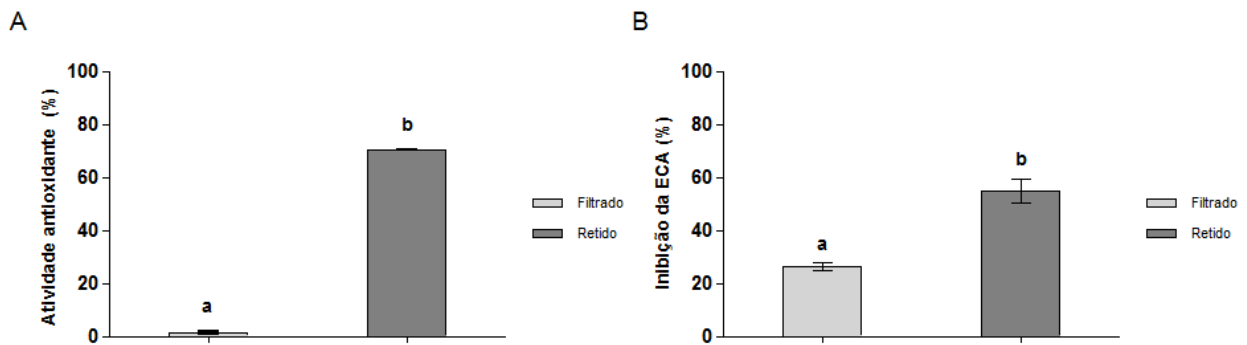 A
Atividade antioxidante (%)
100
80
60
40
20
0
a
b
Filtrado
Retido
B
Inibição da ECA (%)
100
80
60
40
20
0
a
b
Filtrado
Retido